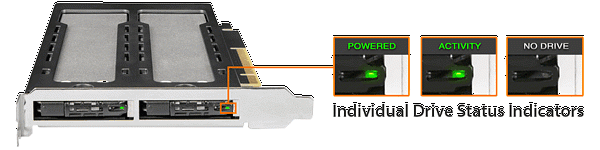 POWERED
ACTIVITY
NO DRIVE
Individual Drive Status Indicators